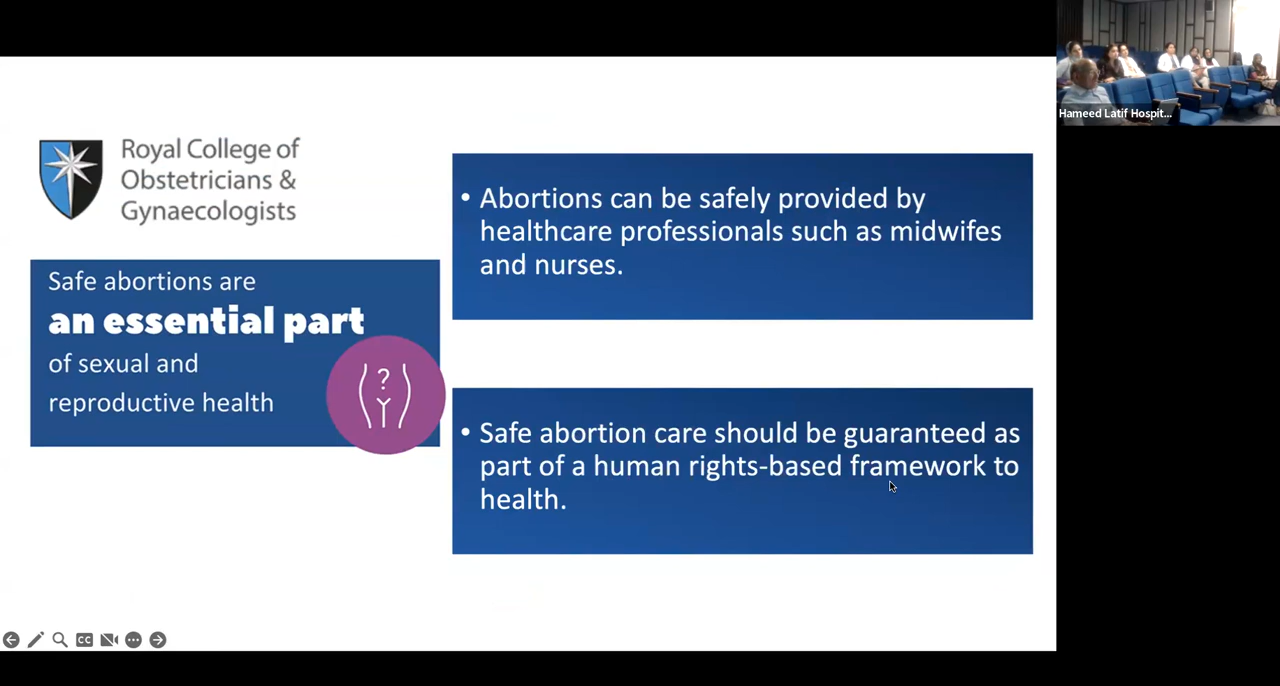 Royal College of
Obstetricians &
Gynaecologists
Safe abortions are
an essential part
of sexual and
reproductive health
?
• Abortions can be safely provided by
healthcare professionals such as midwifes
and nurses.
• Safe abortion care should be guaranteed as
part of a human rights-based framework to
health.
Hameed Latif Hospit...
CC